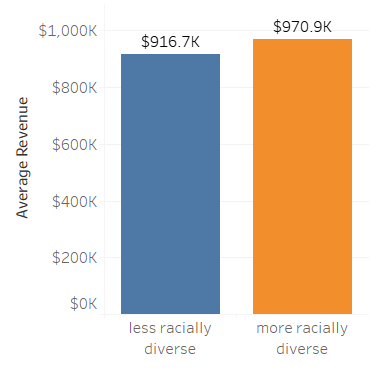 $1,000K
$800K
$600K
$400K
$200K
$0K
Average Revenue
$916.7K
$970.9K
less racially
diverse
more racially
diverse